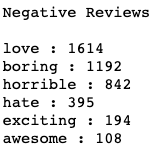 Negative Reviews
love : 1614
boring : 1192
horrible : 842
hate : 395
exciting : 194
awesome : 108